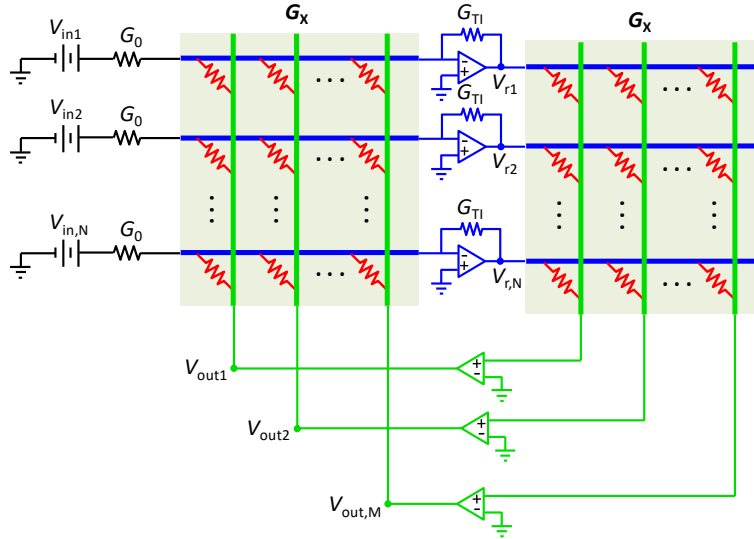 G_X G_TI G_X
V_in1 G_0
- + V_r1
... ...
G_TI
V_in2 G_0
- + V_r2
... ...
G_TI
V_in,N G_0
- + V_r,N
... ...
V_out1 + -
V_out2 + -
V_out,M + -